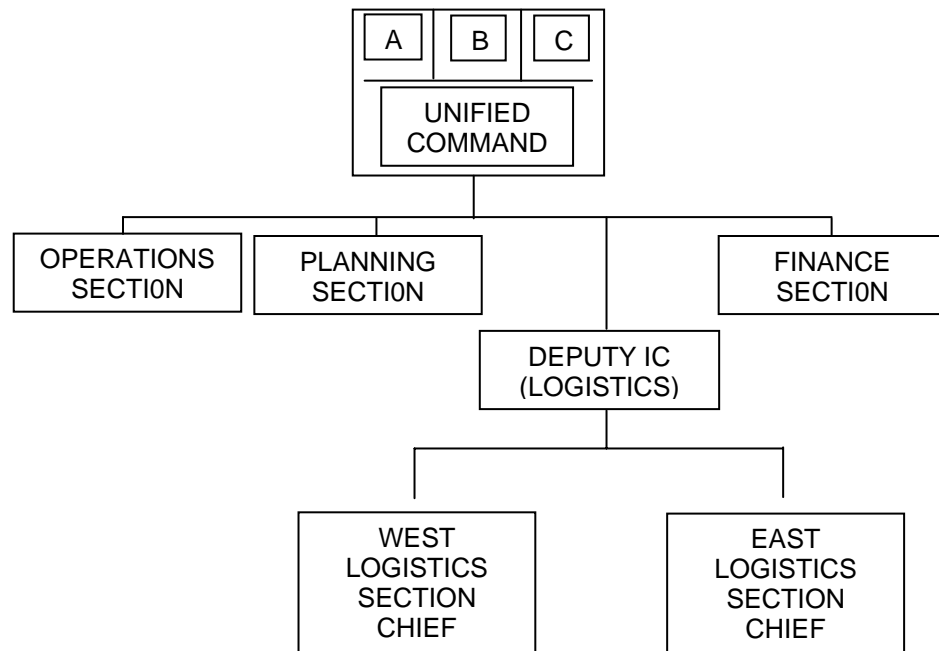 A
B
C
UNIFIED
COMMAND
OPERATIONS
SECTI0N
PLANNING
SECTI0N
FINANCE
SECTI0N
DEPUTY IC
(LOGISTICS)
WEST
LOGISTICS
SECTION
CHIEF
EAST
LOGISTICS
SECTION
CHIEF